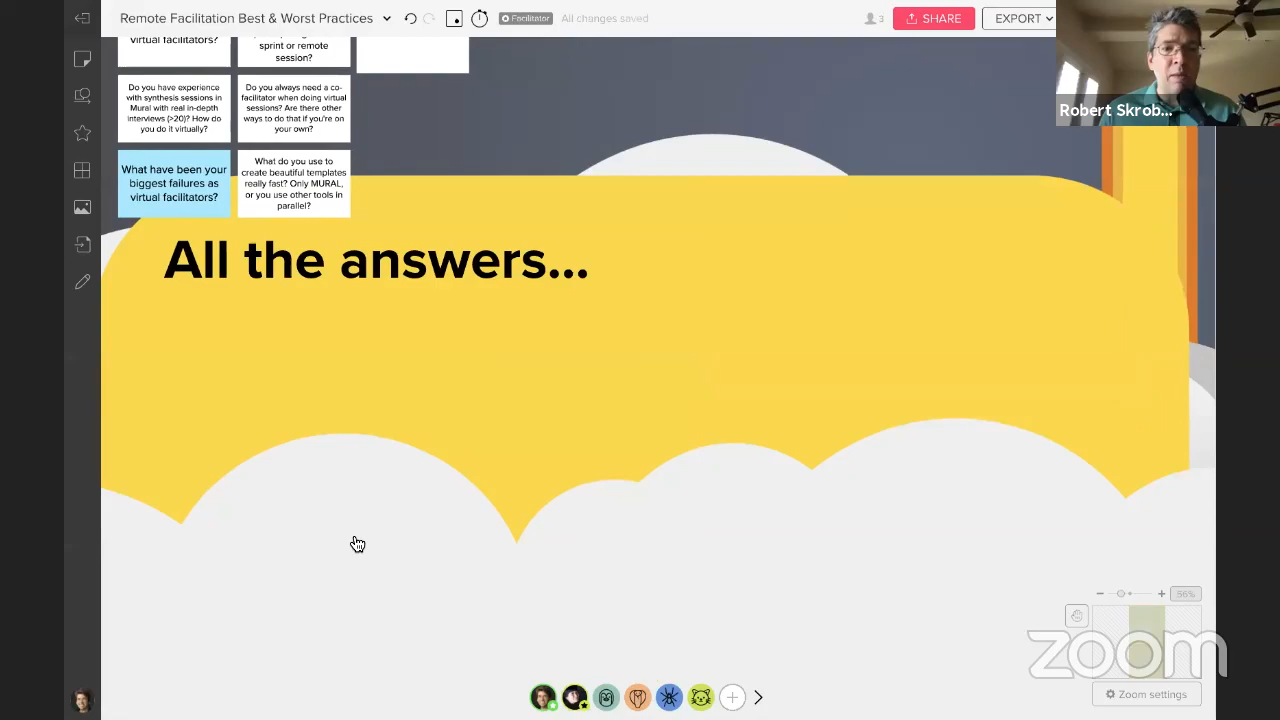 Remote Facilitation Best & Worst Practices
Facilitator
All changes saved
3
SHARE
EXPORT
Robert Skrob...
virtual facilitators?
sprint or remote
session?
Do you have experience
with synthesis sessions in
Mural with real in-depth
interviews (>20)? How do
you do it virtually?
Do you always need a co-
facilitator when doing virtual
sessions? Are there other
ways to do that if you're on
your own?
What have been your
biggest failures as
virtual facilitators?
What do you use to
create beautiful templates
really fast? Only MURAL,
or you use other tools in
parallel?
All the answers...
56%
zoom
Zoom settings